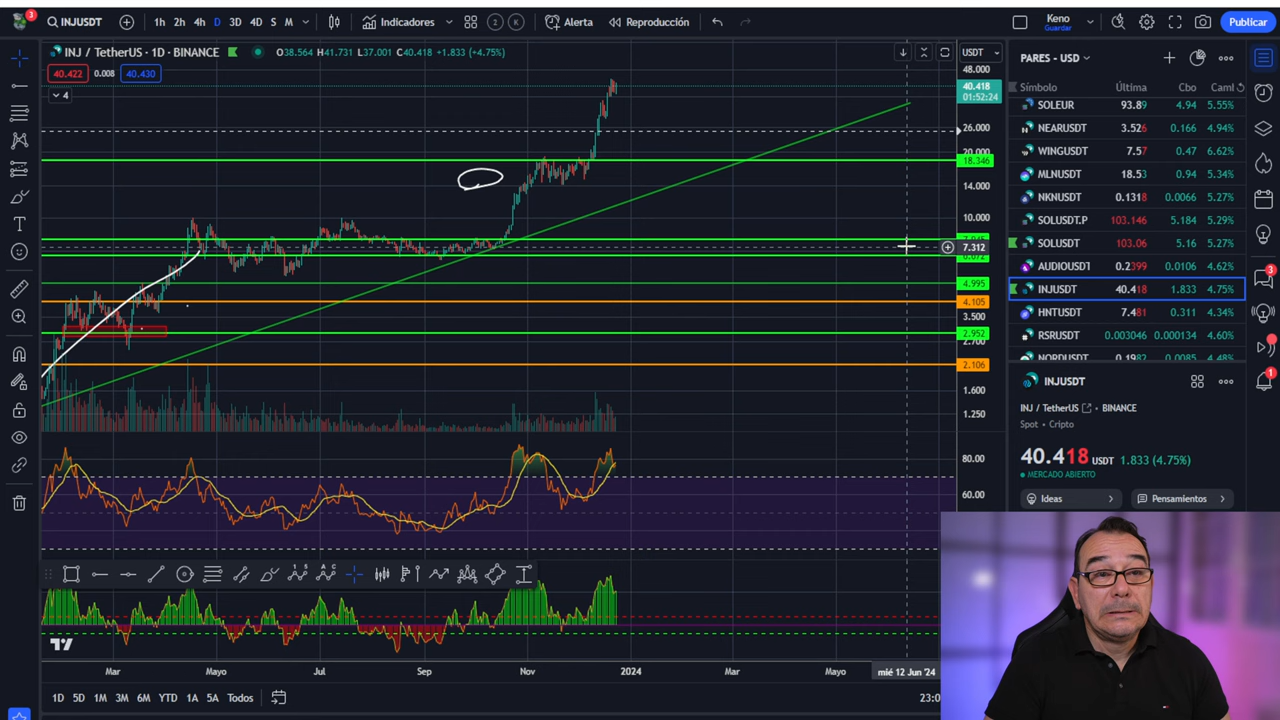 3 INJUSDT 1h 2h 4h D 3D 4D S M Indicadores 2 K Alerta Reproducción Keno Guardar Publicar
INJ / TetherUS · 1D · BINANCE O38.564 H41.731 L37.001 C40.418 +1.833 (+4.75%) USDT
40.422 0.008 40.430
4
48.000
40.418
01:52:24
26.000
20.000
18.346
14.000
10.000
7.312
4.995
4.105
3.500
2.952
2.700
2.106
1.600
1.250
80.00
60.00
Mar Mayo Jul Sep Nov 2024 Mar Mayo mié 12 Jun '24
1D 5D 1M 3M 6M YTD 1A 5A Todos 23:0
PARES - USD
Símbolo Última Cbo Caml
SOLEUR 93.89 4.94 5.55%
NEARUSDT 3.526 0.166 4.94%
WINGUSDT 7.57 0.47 6.62%
MLNUSDT 18.53 0.94 5.34%
NKNUSDT 0.1318 0.0066 5.27%
SOLUSDT.P 103.146 5.184 5.29%
SOLUSDT 103.06 5.16 5.27%
AUDIOUSDT 0.2399 0.0106 4.62%
INJUSDT 40.418 1.833 4.75%
HNTUSDT 7.481 0.311 4.34%
RSRUSDT 0.003046 0.000134 4.60%
INJUSDT
INJ / TetherUS BINANCE
Spot • Cripto
40.418 USDT 1.833 (4.75%)
MERCADO ABIERTO
Ideas Pensamientos
3
1